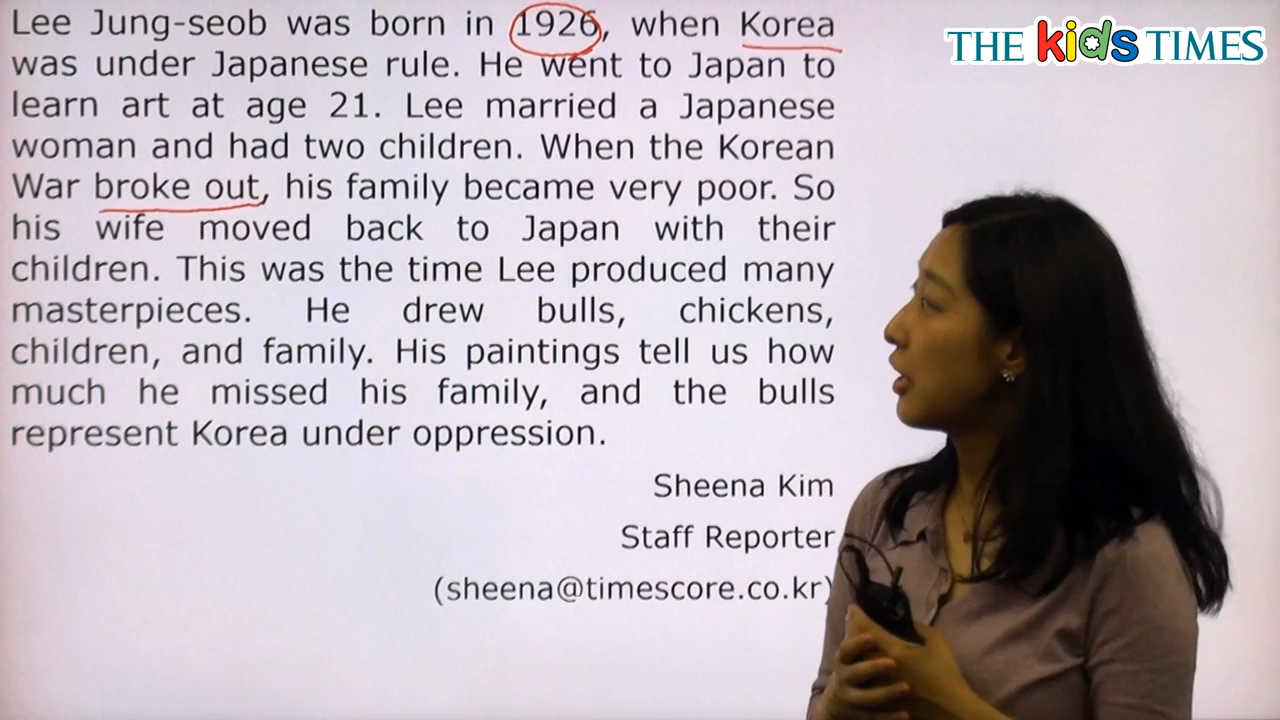 THE kids TIMES
Lee Jung-seob was born in 1926, when Korea
was under Japanese rule. He went to Japan to
learn art at age 21. Lee married a Japanese
woman and had two children. When the Korean
War broke out, his family became very poor. So
his wife moved back to Japan with their
children. This was the time Lee produced many
masterpieces. He drew bulls, chickens,
children, and family. His paintings tell us how
much he missed his family, and the bulls
represent Korea under oppression.
Sheena Kim
Staff Reporter
(sheena@timescore.co.kr)